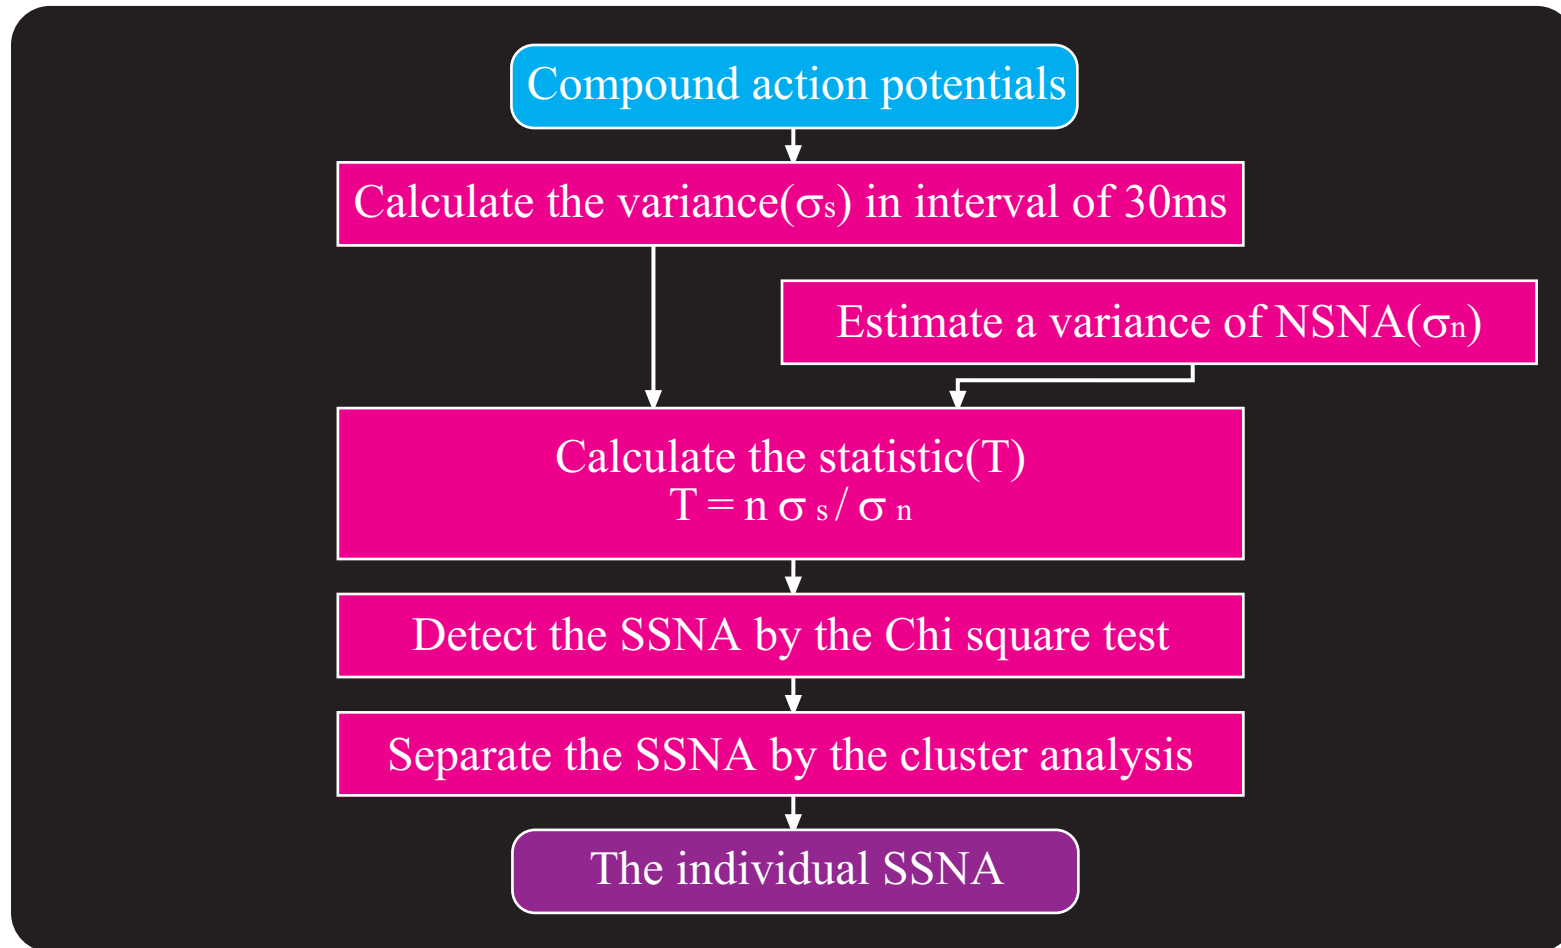 Compound action potentials
Calculate the variance(σs) in interval of 30ms
Estimate a variance of NSNA(σn)
Calculate the statistic(T)
T = n σ s / σ n
Detect the SSNA by the Chi square test
Separate the SSNA by the cluster analysis
The individual SSNA